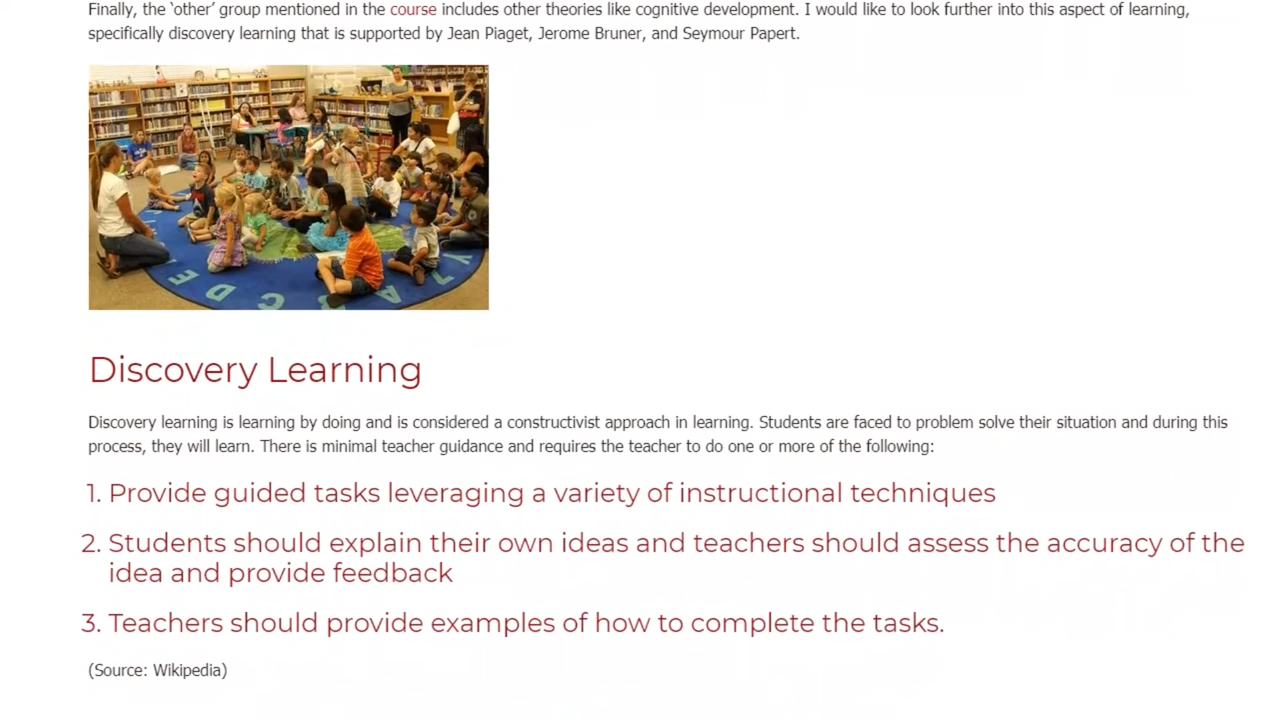 Finally, the ‘other’ group mentioned in the course includes other theories like cognitive development. I would like to look further into this aspect of learning,
specifically discovery learning that is supported by Jean Piaget, Jerome Bruner, and Seymour Papert.
Discovery Learning
Discovery learning is learning by doing and is considered a constructivist approach in learning. Students are faced to problem solve their situation and during this
process, they will learn. There is minimal teacher guidance and requires the teacher to do one or more of the following:
1. Provide guided tasks leveraging a variety of instructional techniques
2. Students should explain their own ideas and teachers should assess the accuracy of the
idea and provide feedback
3. Teachers should provide examples of how to complete the tasks.
(Source: Wikipedia)